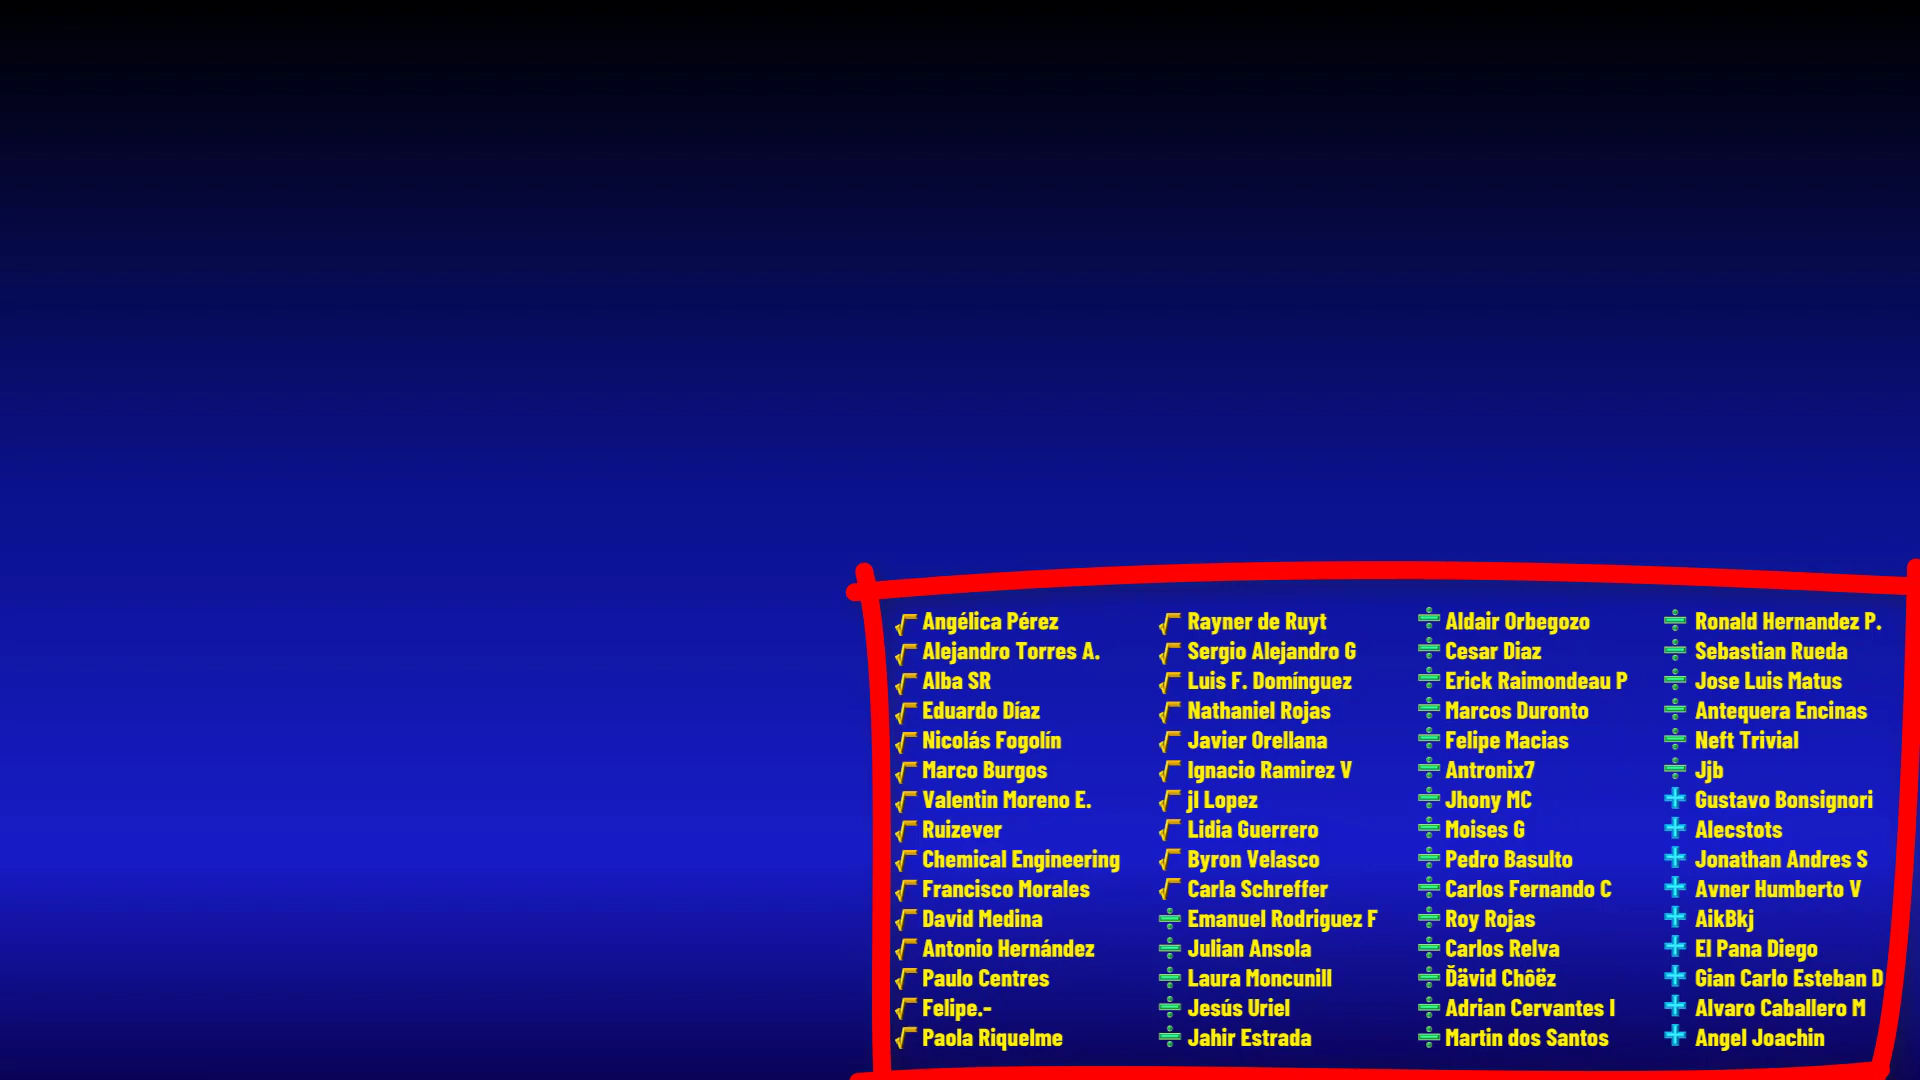 √ Angélica Pérez
√ Alejandro Torres A.
√ Alba SR
√ Eduardo Díaz
√ Nicolás Fogolín
√ Marco Burgos
√ Valentin Moreno E.
√ Ruizever
√ Chemical Engineering
√ Francisco Morales
√ David Medina
√ Antonio Hernández
√ Paulo Centres
√ Felipe.-
√ Paola Riquelme
√ Rayner de Ruyt
√ Sergio Alejandro G
√ Luis F. Domínguez
√ Nathaniel Rojas
√ Javier Orellana
√ Ignacio Ramirez V
√ jl Lopez
√ Lidia Guerrero
√ Byron Velasco
√ Carla Schreffer
÷ Emanuel Rodriguez F
÷ Julian Ansola
÷ Laura Moncunill
÷ Jesús Uriel
÷ Jahir Estrada
÷ Aldair Orbegozo
÷ Cesar Diaz
÷ Erick Raimondeau P
÷ Marcos Duronto
÷ Felipe Macias
÷ Antronix7
÷ Jhony MC
÷ Moises G
÷ Pedro Basulto
÷ Carlos Fernando C
÷ Roy Rojas
÷ Carlos Relva
÷ Ďävid Chôëz
÷ Adrian Cervantes I
÷ Martin dos Santos
÷ Ronald Hernandez P.
÷ Sebastian Rueda
÷ Jose Luis Matus
÷ Antequera Encinas
÷ Neft Trivial
÷ Jjb
+ Gustavo Bonsignori
+ Alecstots
+ Jonathan Andres S
+ Avner Humberto V
+ AikBkj
+ El Pana Diego
+ Gian Carlo Esteban D
+ Alvaro Caballero M
+ Angel Joachin